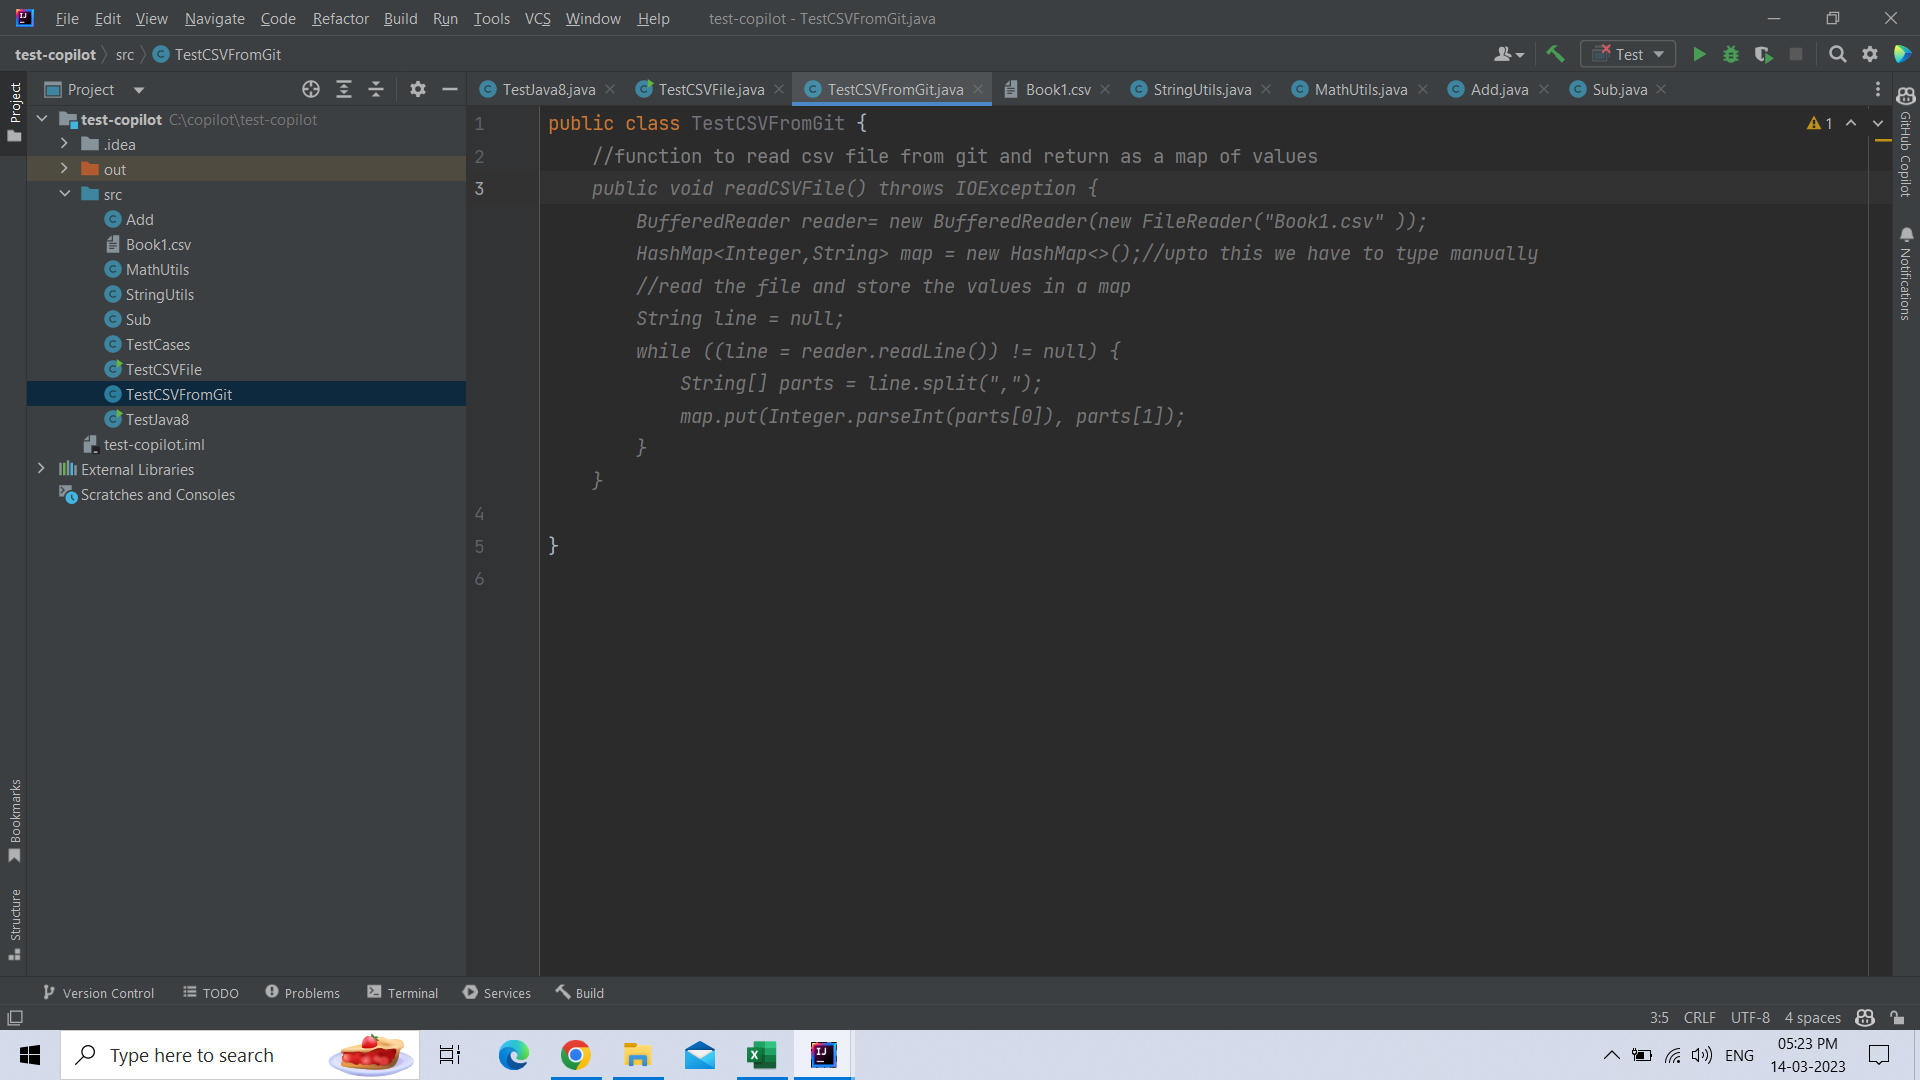 File Edit View Navigate Code Refactor Build Run Tools VCS Window Help test-copilot - TestCSVFromGit.java
test-copilot src TestCSVFromGit Test
Project
TestJava8.java TestCSVFile.java TestCSVFromGit.java Book1.csv StringUtils.java MathUtils.java Add.java Sub.java
Project
test-copilot C:\copilot\test-copilot
.idea
out
src
Add
Book1.csv
MathUtils
StringUtils
Sub
TestCases
TestCSVFile
TestCSVFromGit
TestJava8
test-copilot.iml
External Libraries
Scratches and Consoles
Bookmarks
Structure
1 public class TestCSVFromGit {
2 //function to read csv file from git and return as a map of values
3 public void readCSVFile() throws IOException {
BufferedReader reader= new BufferedReader(new FileReader("Book1.csv" ));
HashMap<Integer,String> map = new HashMap<>();//upto this we have to type manually
//read the file and store the values in a map
String line = null;
while ((line = reader.readLine()) != null) {
String[] parts = line.split(",");
map.put(Integer.parseInt(parts[0]), parts[1]);
}
}
4
5 }
6
1
GitHub Copilot
Notifications
Version Control TODO Problems Terminal Services Build
3:5 CRLF UTF-8 4 spaces
Type here to search
ENG
05:23 PM
14-03-2023